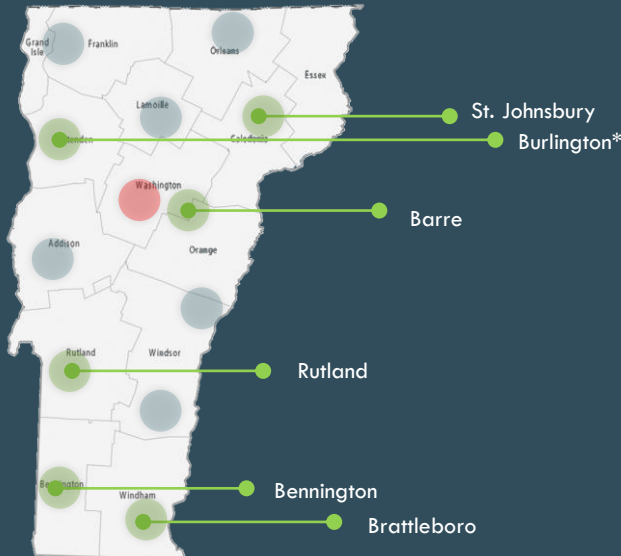 Grand
Isle
Franklin
Orleans
Essex
Lamoille
St. Johnsbury
Caledonia
Burlington*
Washington
Barre
Addison
Orange
Rutland
Windsor
Rutland
Bennington
Bennington
Windham
Brattleboro